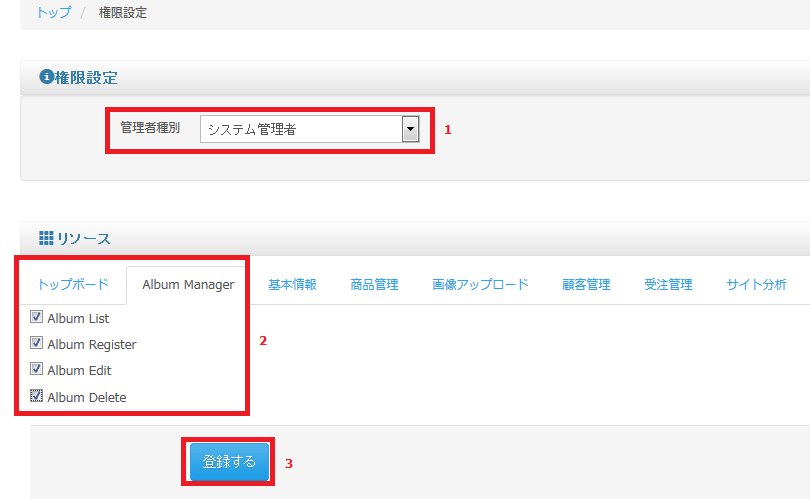 トップ / 権限設定
権限設定
管理者種別 システム管理者 1
リソース
トップボード Album Manager 基本情報 商品管理 画像アップロード 顧客管理 受注管理 サイト分析
Album List
Album Register 2
Album Edit
Album Delete
登録する 3